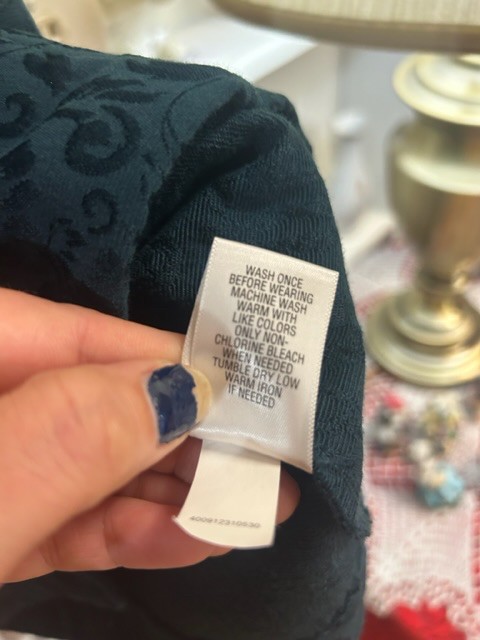 WASH ONCE
BEFORE WEARING
MACHINE WASH
WARM WITH
LIKE COLORS
ONLY NON-
CHLORINE BLEACH
WHEN NEEDED
TUMBLE DRY LOW
WARM IRON
IF NEEDED